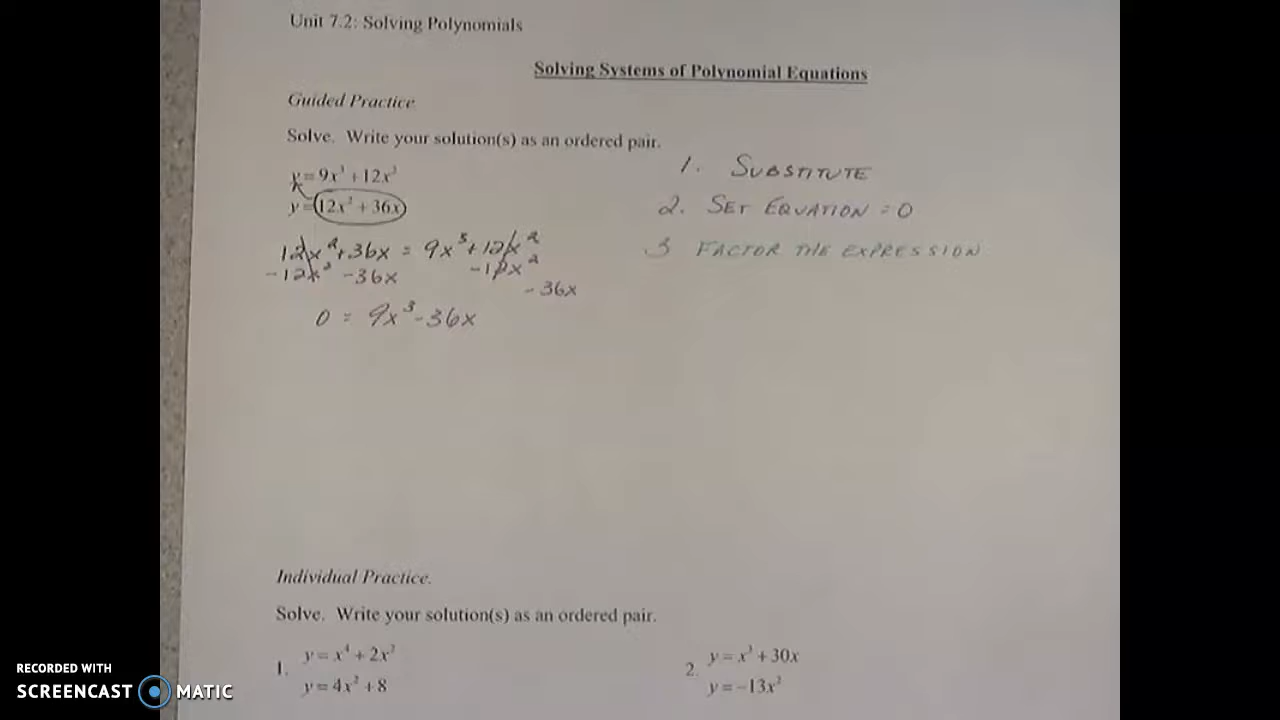 Unit 7.2: Solving Polynomials
Solving Systems of Polynomial Equations
Guided Practice
Solve. Write your solution(s) as an ordered pair.
y = 9x³ + 12x²
y = 12x² + 36x
12x² + 36x = 9x³ + 12x²
-12x² -36x -12x²
-36x
0 = 9x³ - 36x
1. SUBSTITUTE
2. SET EQUATION = 0
3 FACTOR THE EXPRESSION
Individual Practice.
Solve. Write your solution(s) as an ordered pair.
1. y = x⁴ + 2x²
y = 4x² + 8
2. y = x³ + 30x
y = -13x²
RECORDED WITH
SCREENCAST MATIC